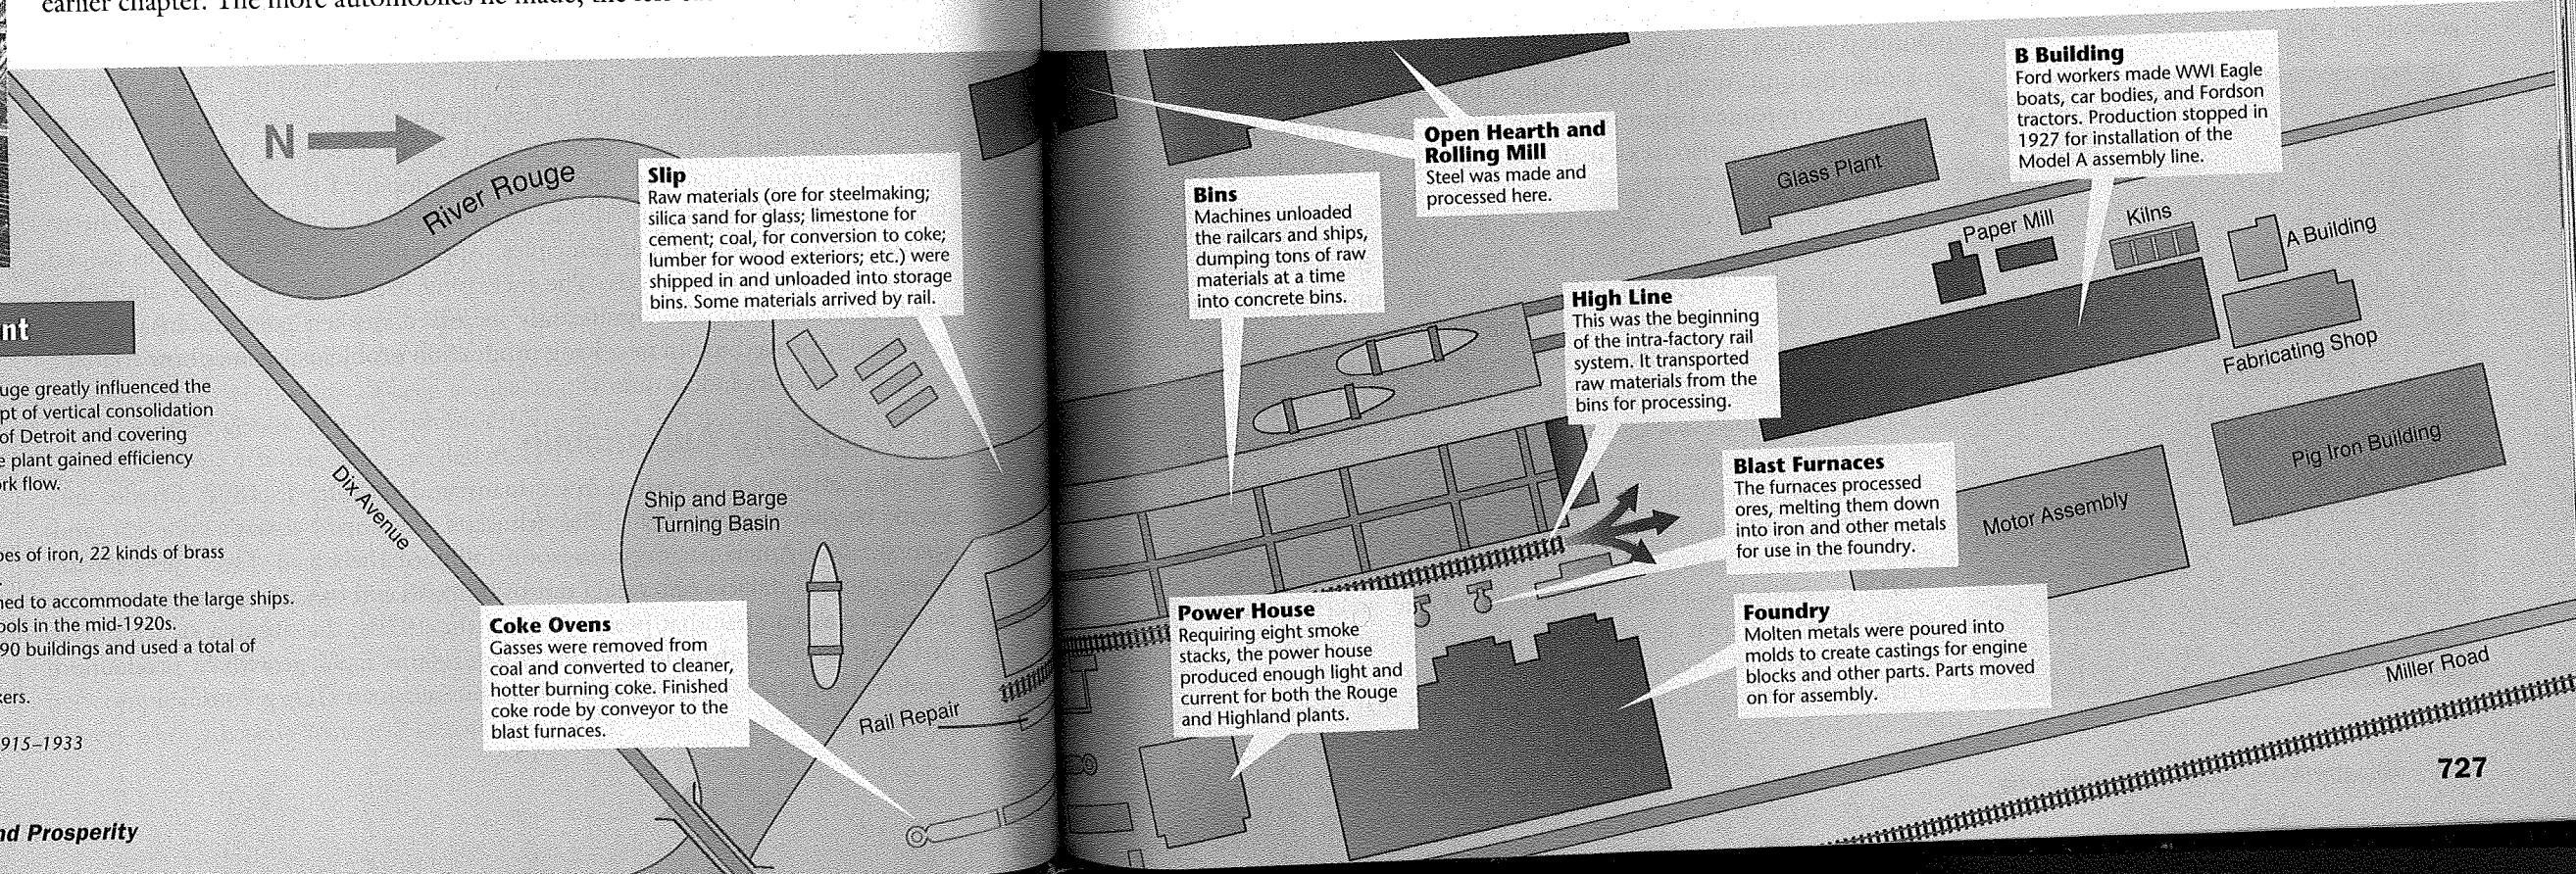 earlier chapter. The more automobiles he made, the
N
River Rouge
Slip
Raw materials (ore for steelmaking;
silica sand for glass; limestone for
cement; coal, for conversion to coke;
lumber for wood exteriors; etc.) were
shipped in and unloaded into storage
bins. Some materials arrived by rail.
nt
uge greatly influenced the
pt of vertical consolidation
of Detroit and covering
e plant gained efficiency
rk flow.
pes of iron, 22 kinds of brass
.
ned to accommodate the large ships.
ools in the mid-1920s.
90 buildings and used a total of
kers.
915–1933
nd Prosperity
Dix Avenue
Ship and Barge
Turning Basin
Coke Ovens
Gasses were removed from
coal and converted to cleaner,
hotter burning coke. Finished
coke rode by conveyor to the
blast furnaces.
Rail Repair
Open Hearth and
Rolling Mill
Steel was made and
processed here.
Bins
Machines unloaded
the railcars and ships,
dumping tons of raw
materials at a time
into concrete bins.
B Building
Ford workers made WWI Eagle
boats, car bodies, and Fordson
tractors. Production stopped in
1927 for installation of the
Model A assembly line.
Glass Plant
Paper Mill
Kilns
A Building
Fabricating Shop
High Line
This was the beginning
of the intra-factory rail
system. It transported
raw materials from the
bins for processing.
Pig Iron Building
Blast Furnaces
The furnaces processed
ores, melting them down
into iron and other metals
for use in the foundry.
Motor Assembly
Power House
Requiring eight smoke
stacks, the power house
produced enough light and
current for both the Rouge
and Highland plants.
Foundry
Molten metals were poured into
molds to create castings for engine
blocks and other parts. Parts moved
on for assembly.
Miller Road
727